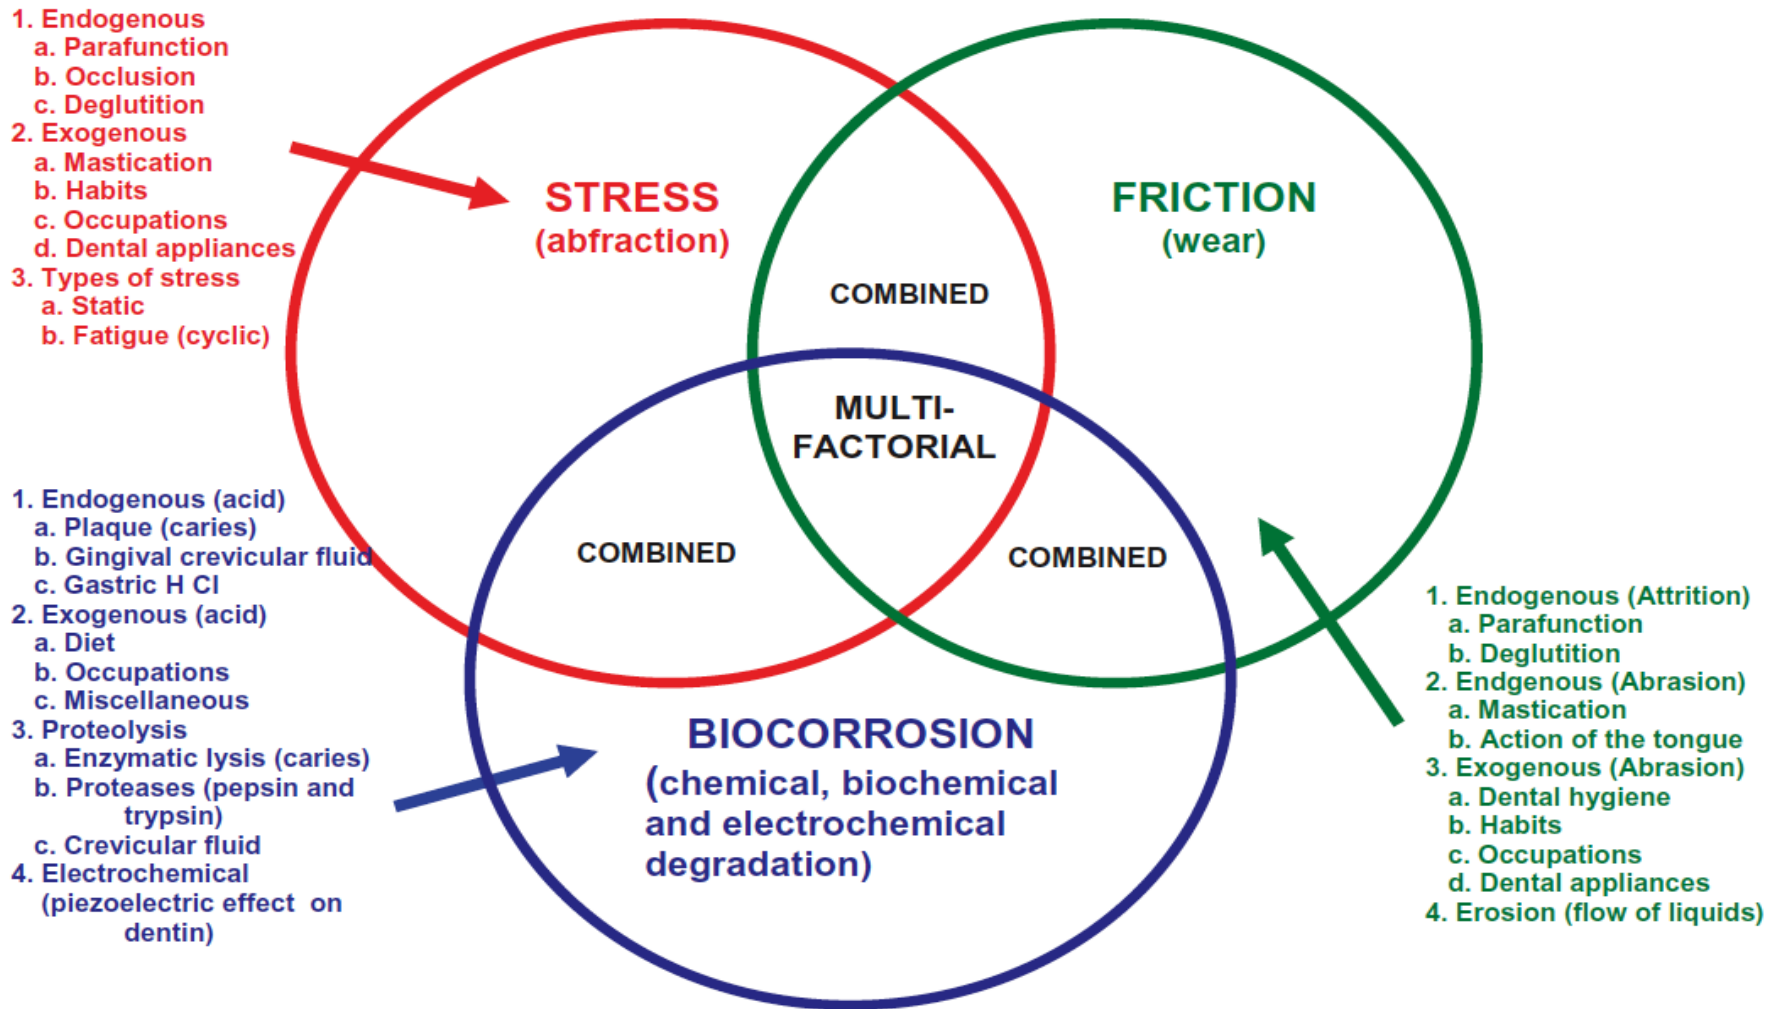 1. Endogenous
a. Parafunction
b. Occlusion
c. Deglutition
2. Exogenous
a. Mastication
b. Habits
c. Occupations
d. Dental appliances
3. Types of stress
a. Static
b. Fatigue (cyclic)
STRESS
(abfraction)
FRICTION
(wear)
COMBINED
MULTI-
FACTORIAL
COMBINED
COMBINED
1. Endogenous (acid)
a. Plaque (caries)
b. Gingival crevicular fluid
c. Gastric H Cl
2. Exogenous (acid)
a. Diet
b. Occupations
c. Miscellaneous
3. Proteolysis
a. Enzymatic lysis (caries)
b. Proteases (pepsin and
trypsin)
c. Crevicular fluid
4. Electrochemical
(piezoelectric effect on
dentin)
BIOCORROSION
(chemical, biochemical
and electrochemical
degradation)
1. Endogenous (Attrition)
a. Parafunction
b. Deglutition
2. Endgenous (Abrasion)
a. Mastication
b. Action of the tongue
3. Exogenous (Abrasion)
a. Dental hygiene
b. Habits
c. Occupations
d. Dental appliances
4. Erosion (flow of liquids)